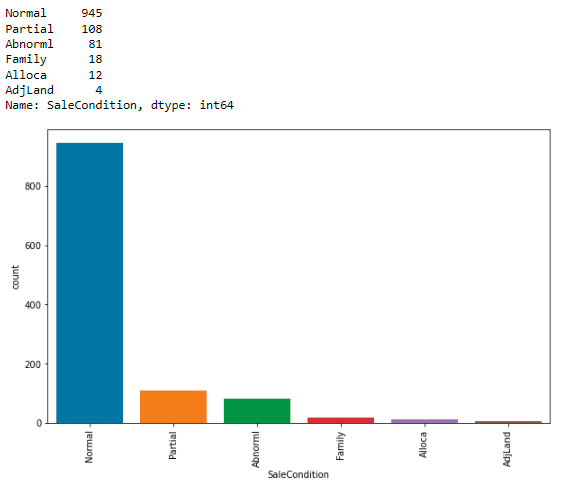 Normal     945
Partial    108
Abnorml     81
Family      18
Alloca      12
AdjLand      4
Name: SaleCondition, dtype: int64
800
600
400
200
0
count
Normal
Partial
Abnorml
Family
Alloca
AdjLand
SaleCondition